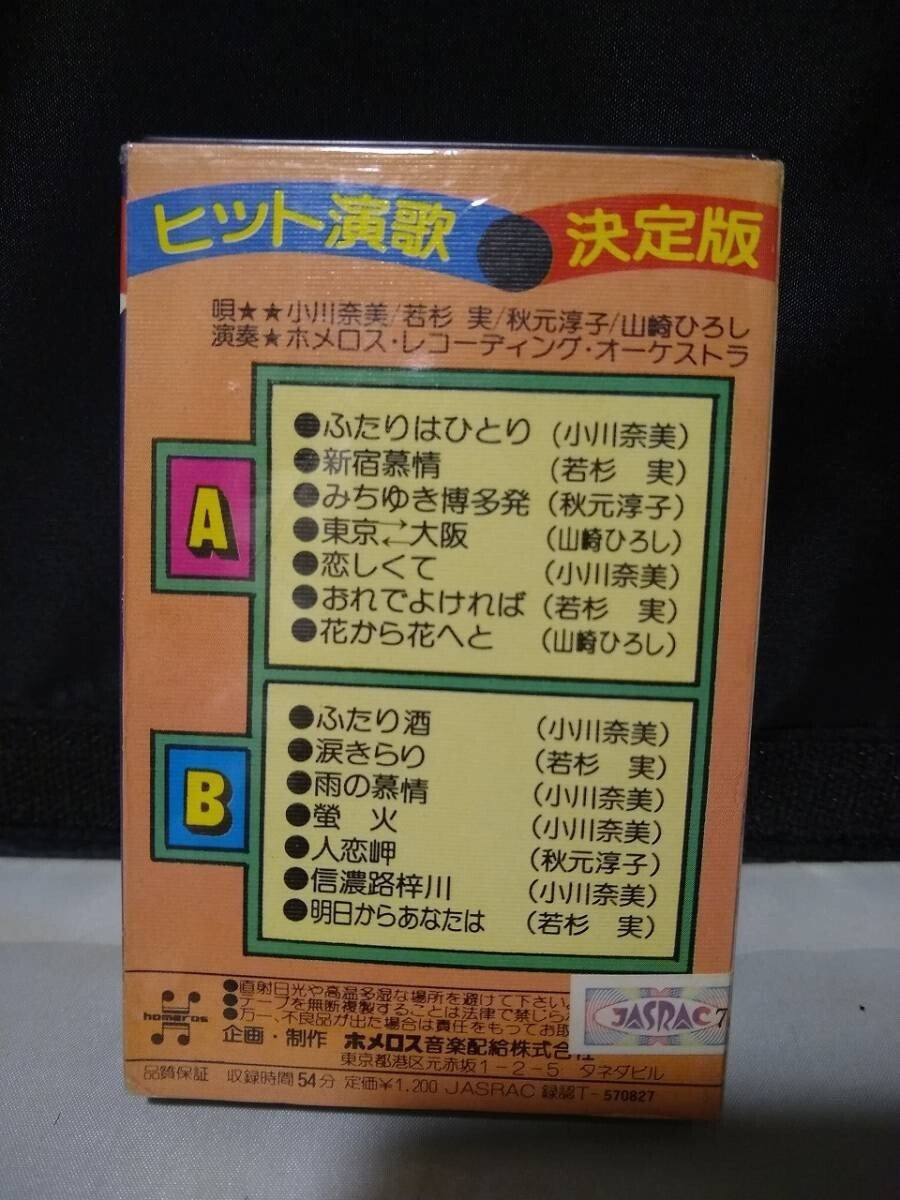 ヒット演歌 決定版
唄★★小川奈美/若杉 実/秋元淳子/山崎ひろし
演奏★ホメロス・レコーディング・オーケストラ
A
●ふたりはひとり (小川奈美)
●新宿慕情 (若杉 実)
●みちゆき博多発 (秋元淳子)
●東京⇄大阪 (山崎ひろし)
●恋しくて (小川奈美)
●おれでよければ (若杉 実)
●花から花へと (山崎ひろし)
B
●ふたり酒 (小川奈美)
●涙きらり (若杉 実)
●雨の慕情 (小川奈美)
●螢 火 (小川奈美)
●人恋岬 (秋元淳子)
●信濃路梓川 (小川奈美)
●明日からあなたは (若杉 実)
●直射日光や高温多湿な場所を避けて下さい。
●テープを無断複製することは法律で禁じら
●万一、不良品が出た場合は責任をもってお取
homeros
JASRAC 7
企画・制作 ホメロス音楽配給株式会社
東京都港区元赤坂1-2-5 タネダビル
品質保証 収録時間54分 定価¥1,200 JASRAC 録認T-570827